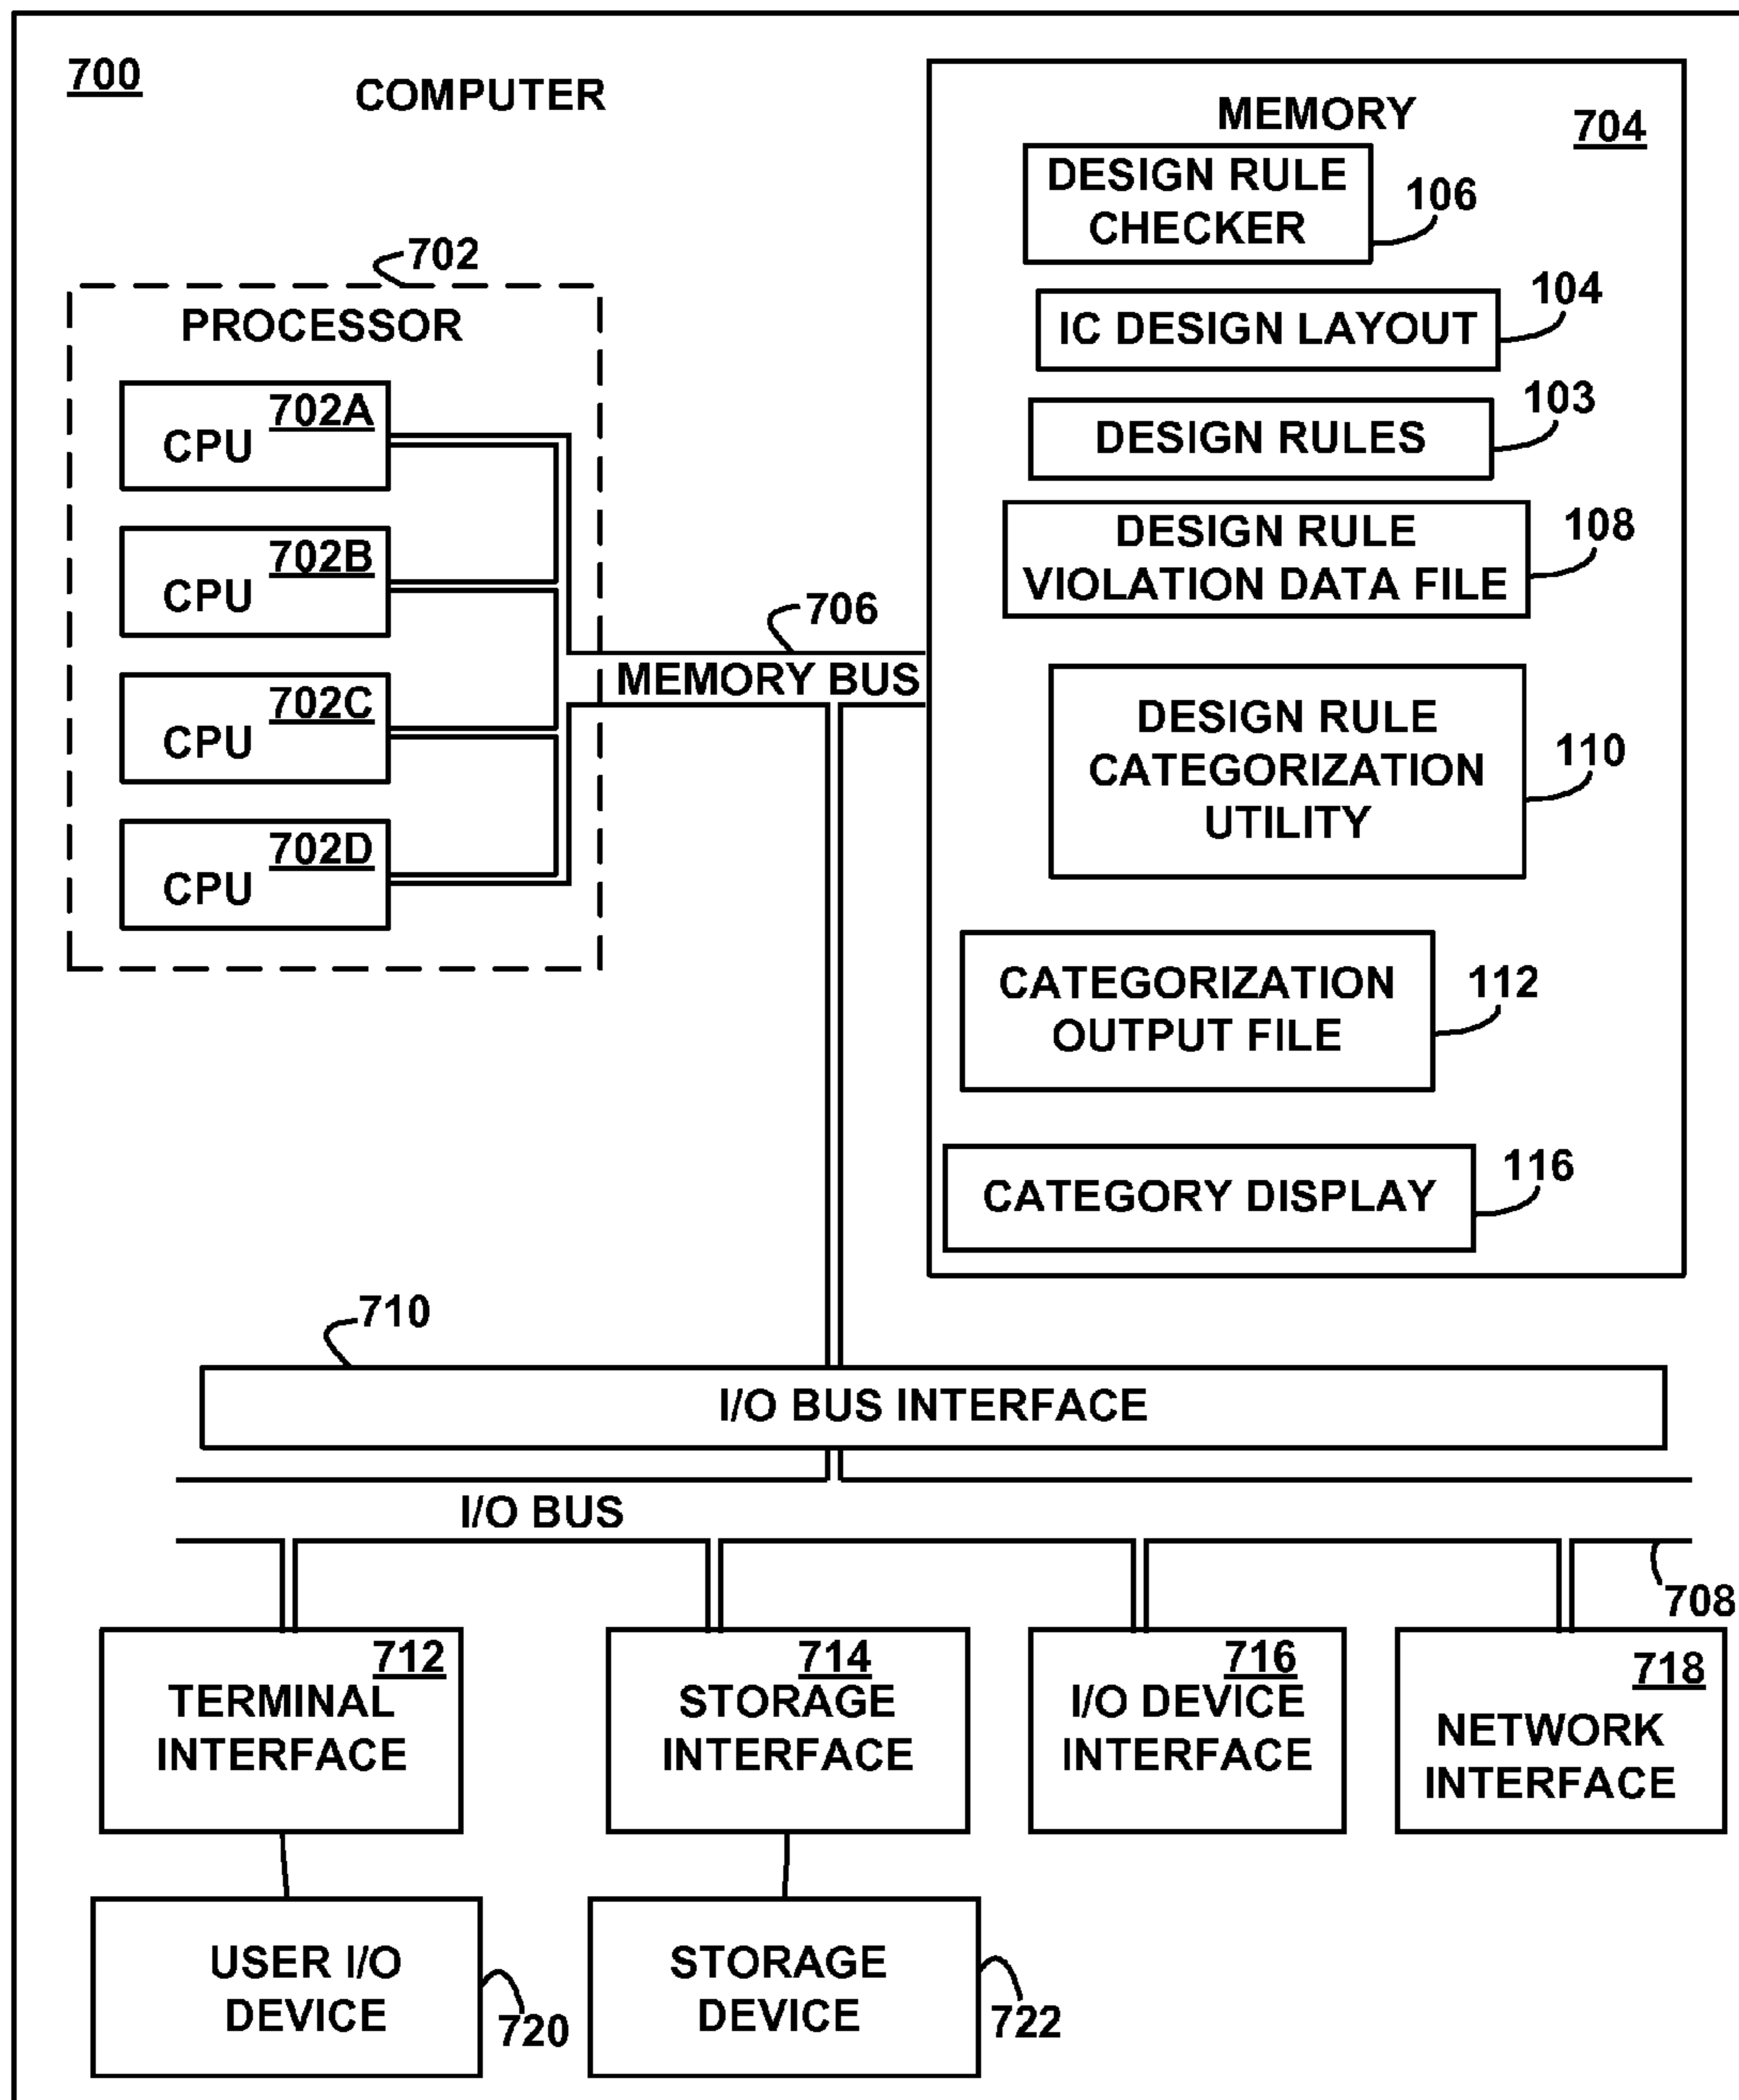 700
COMPUTER
MEMORY
704
DESIGN RULE
CHECKER
106
IC DESIGN LAYOUT
104
DESIGN RULES
103
DESIGN RULE
VIOLATION DATA FILE
108
DESIGN RULE
CATEGORIZATION
UTILITY
110
CATEGORIZATION
OUTPUT FILE
112
CATEGORY DISPLAY
116
702
PROCESSOR
702A
CPU
702B
CPU
702C
CPU
702D
CPU
706
MEMORY BUS
710
I/O BUS INTERFACE
I/O BUS
708
712
TERMINAL
INTERFACE
714
STORAGE
INTERFACE
716
I/O DEVICE
INTERFACE
718
NETWORK
INTERFACE
USER I/O
DEVICE
720
STORAGE
DEVICE
722